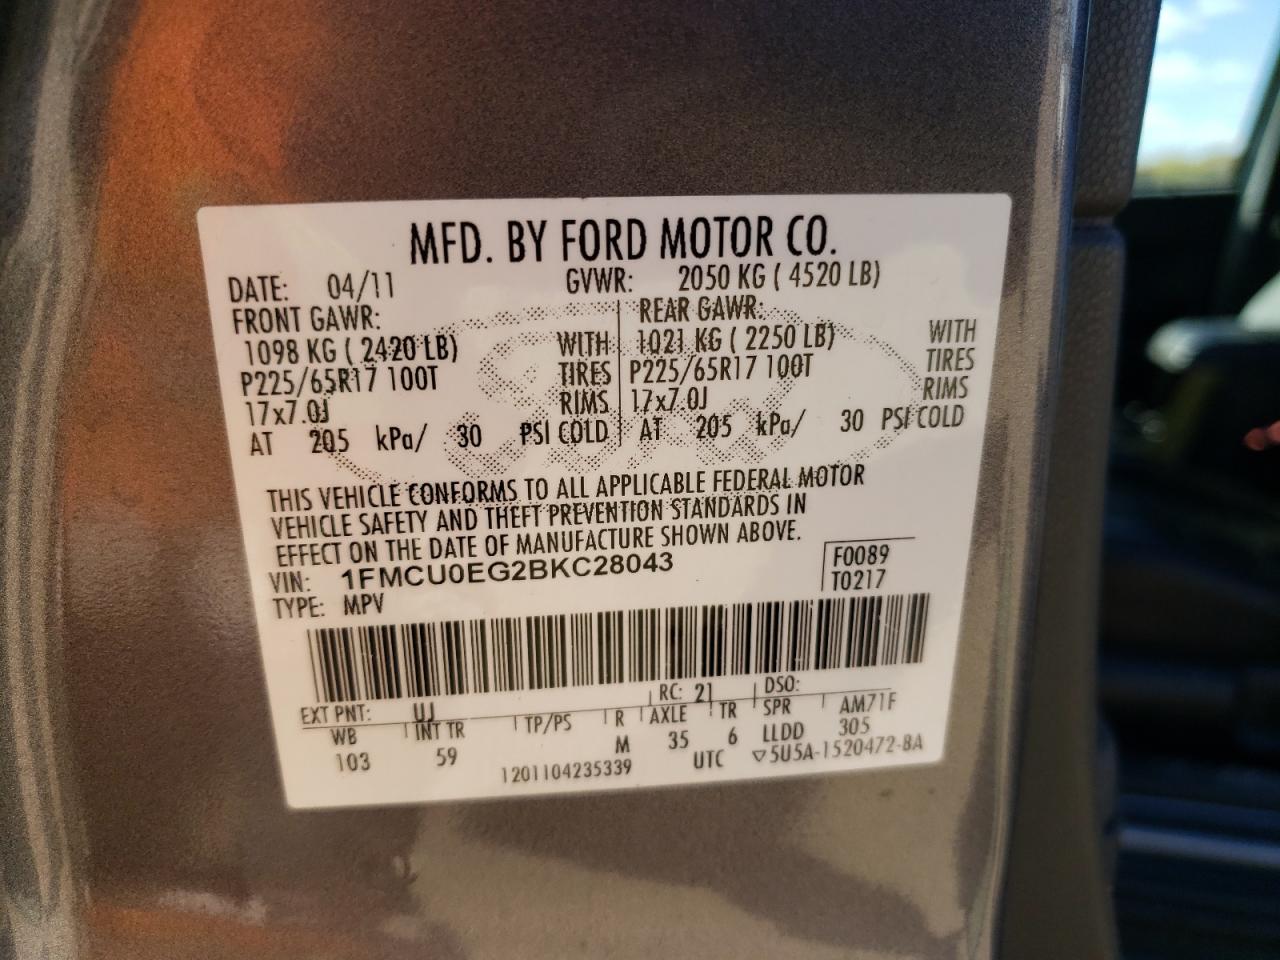 MFD. BY FORD MOTOR CO.
DATE: 04/11 GVWR: 2050 KG ( 4520 LB)
FRONT GAWR: REAR GAWR:
1098 KG ( 2420 LB) WITH 1021 KG ( 2250 LB) WITH
P225/65R17 100T TIRES P225/65R17 100T TIRES
17x7.0J RIMS 17x7.0J RIMS
AT 205 kPa/ 30 PSI COLD AT 205 kPa/ 30 PSI COLD
THIS VEHICLE CONFORMS TO ALL APPLICABLE FEDERAL MOTOR
VEHICLE SAFETY AND THEFT PREVENTION STANDARDS IN
EFFECT ON THE DATE OF MANUFACTURE SHOWN ABOVE.
VIN: 1FMCU0EG2BKC28043 F0089
TYPE: MPV T0217
EXT PNT: UJ RC: 21 DSO:
WB INT TR TP/PS R AXLE TR SPR AM71F
103 59 M 35 6 LLDD 305
1201104235339 UTC ▽5U5A-1520472-BA